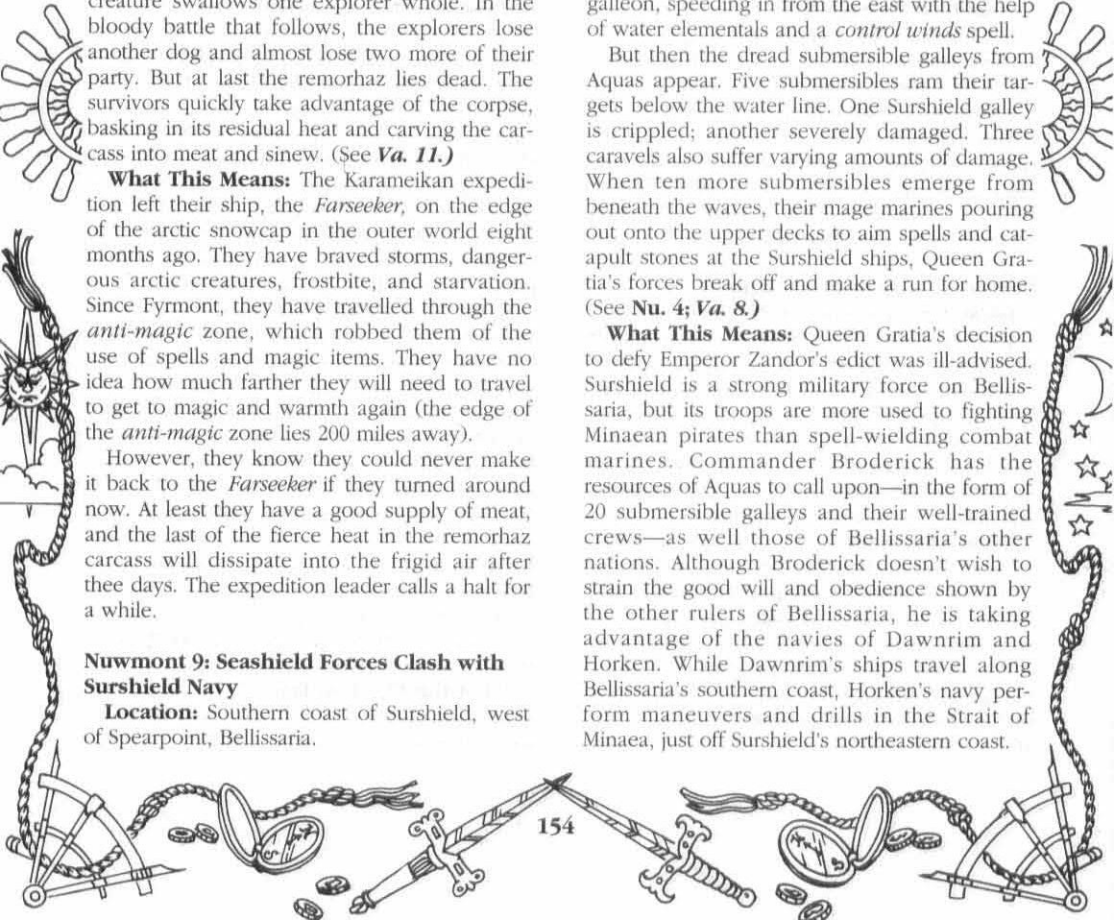 creature swallows one explorer whole. In the
bloody battle that follows, the explorers lose
another dog and almost lose two more of their
party. But at last the remorhaz lies dead. The
survivors quickly take advantage of the corpse,
basking in its residual heat and carving the car-
cass into meat and sinew. (See Va. 11.)
What This Means: The Karameikan expedi-
tion left their ship, the Farseeker, on the edge
of the arctic snowcap in the outer world eight
months ago. They have braved storms, danger-
ous arctic creatures, frostbite, and starvation.
Since Fyrmont, they have travelled through the
anti-magic zone, which robbed them of the
use of spells and magic items. They have no
idea how much farther they will need to travel
to get to magic and warmth again (the edge of
the anti-magic zone lies 200 miles away).
However, they know they could never make
it back to the Farseeker if they turned around
now. At least they have a good supply of meat,
and the last of the fierce heat in the remorhaz
carcass will dissipate into the frigid air after
thee days. The expedition leader calls a halt for
a while.
Nuwmont 9: Seashield Forces Clash with
Surshield Navy
Location: Southern coast of Surshield, west
of Spearpoint, Bellissaria.
galleon, speeding in from the east with the help
of water elementals and a control winds spell.
But then the dread submersible galleys from
Aquas appear. Five submersibles ram their tar-
gets below the water line. One Surshield galley
is crippled; another severely damaged. Three
caravels also suffer varying amounts of damage.
When ten more submersibles emerge from
beneath the waves, their mage marines pouring
out onto the upper decks to aim spells and cat-
apult stones at the Surshield ships, Queen Gra-
tia's forces break off and make a run for home.
(See Nu. 4; Va. 8.)
What This Means: Queen Gratia's decision
to defy Emperor Zandor's edict was ill-advised.
Surshield is a strong military force on Bellis-
saria, but its troops are more used to fighting
Minaean pirates than spell-wielding combat
marines. Commander Broderick has the
resources of Aquas to call upon—in the form of
20 submersible galleys and their well-trained
crews—as well those of Bellissaria's other
nations. Although Broderick doesn't wish to
strain the good will and obedience shown by
the other rulers of Bellissaria, he is taking
advantage of the navies of Dawnrim and
Horken. While Dawnrim's ships travel along
Bellissaria's southern coast, Horken's navy per-
form maneuvers and drills in the Strait of
Minaea, just off Surshield's northeastern coast.
154